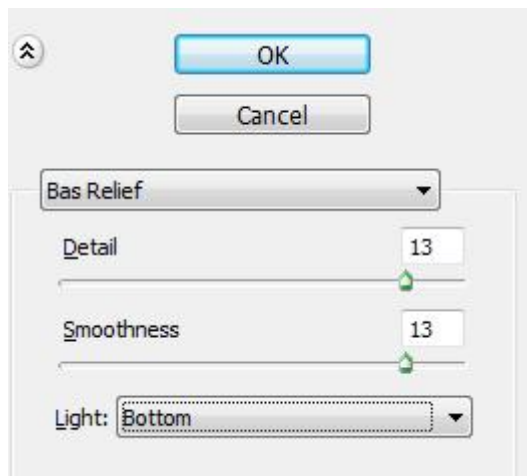 OK
Cancel
Bas Relief
Detail 13
Smoothness 13
Light: Bottom